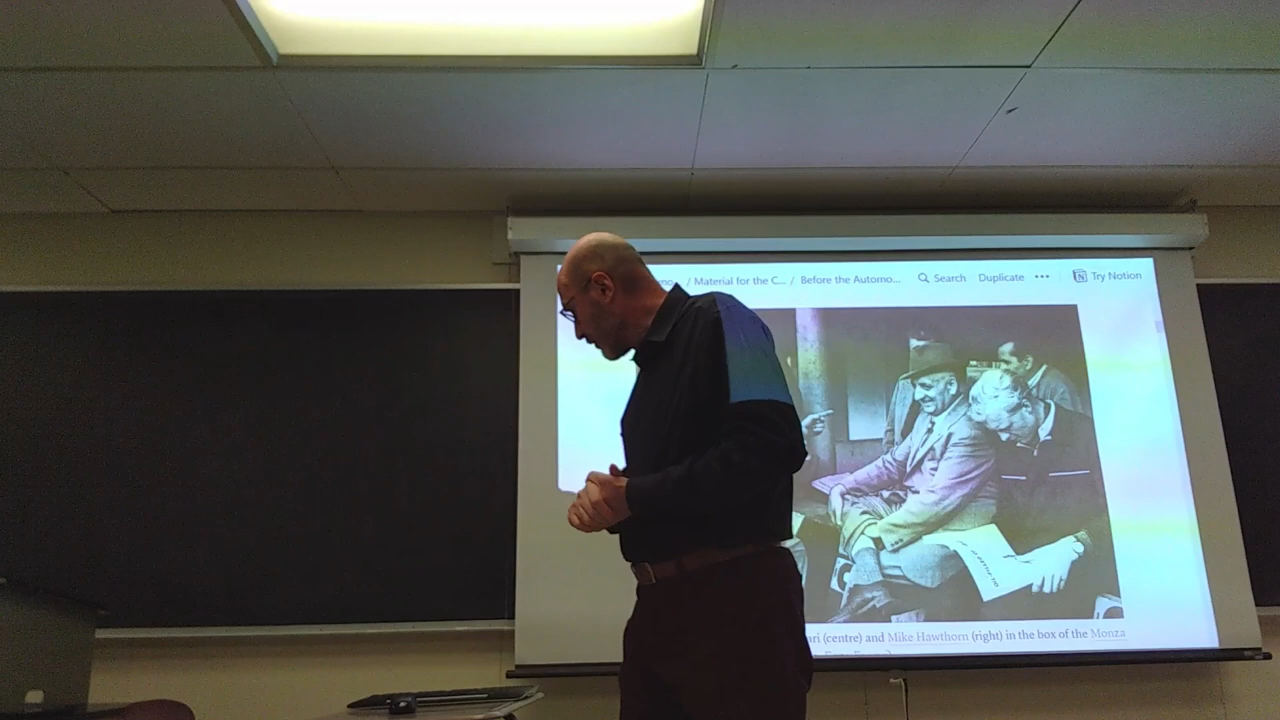 / Material for the C... / Before the Automo... Search Duplicate ••• Try Notion
(centre) and Mike Hawthorn (right) in the box of the Monza